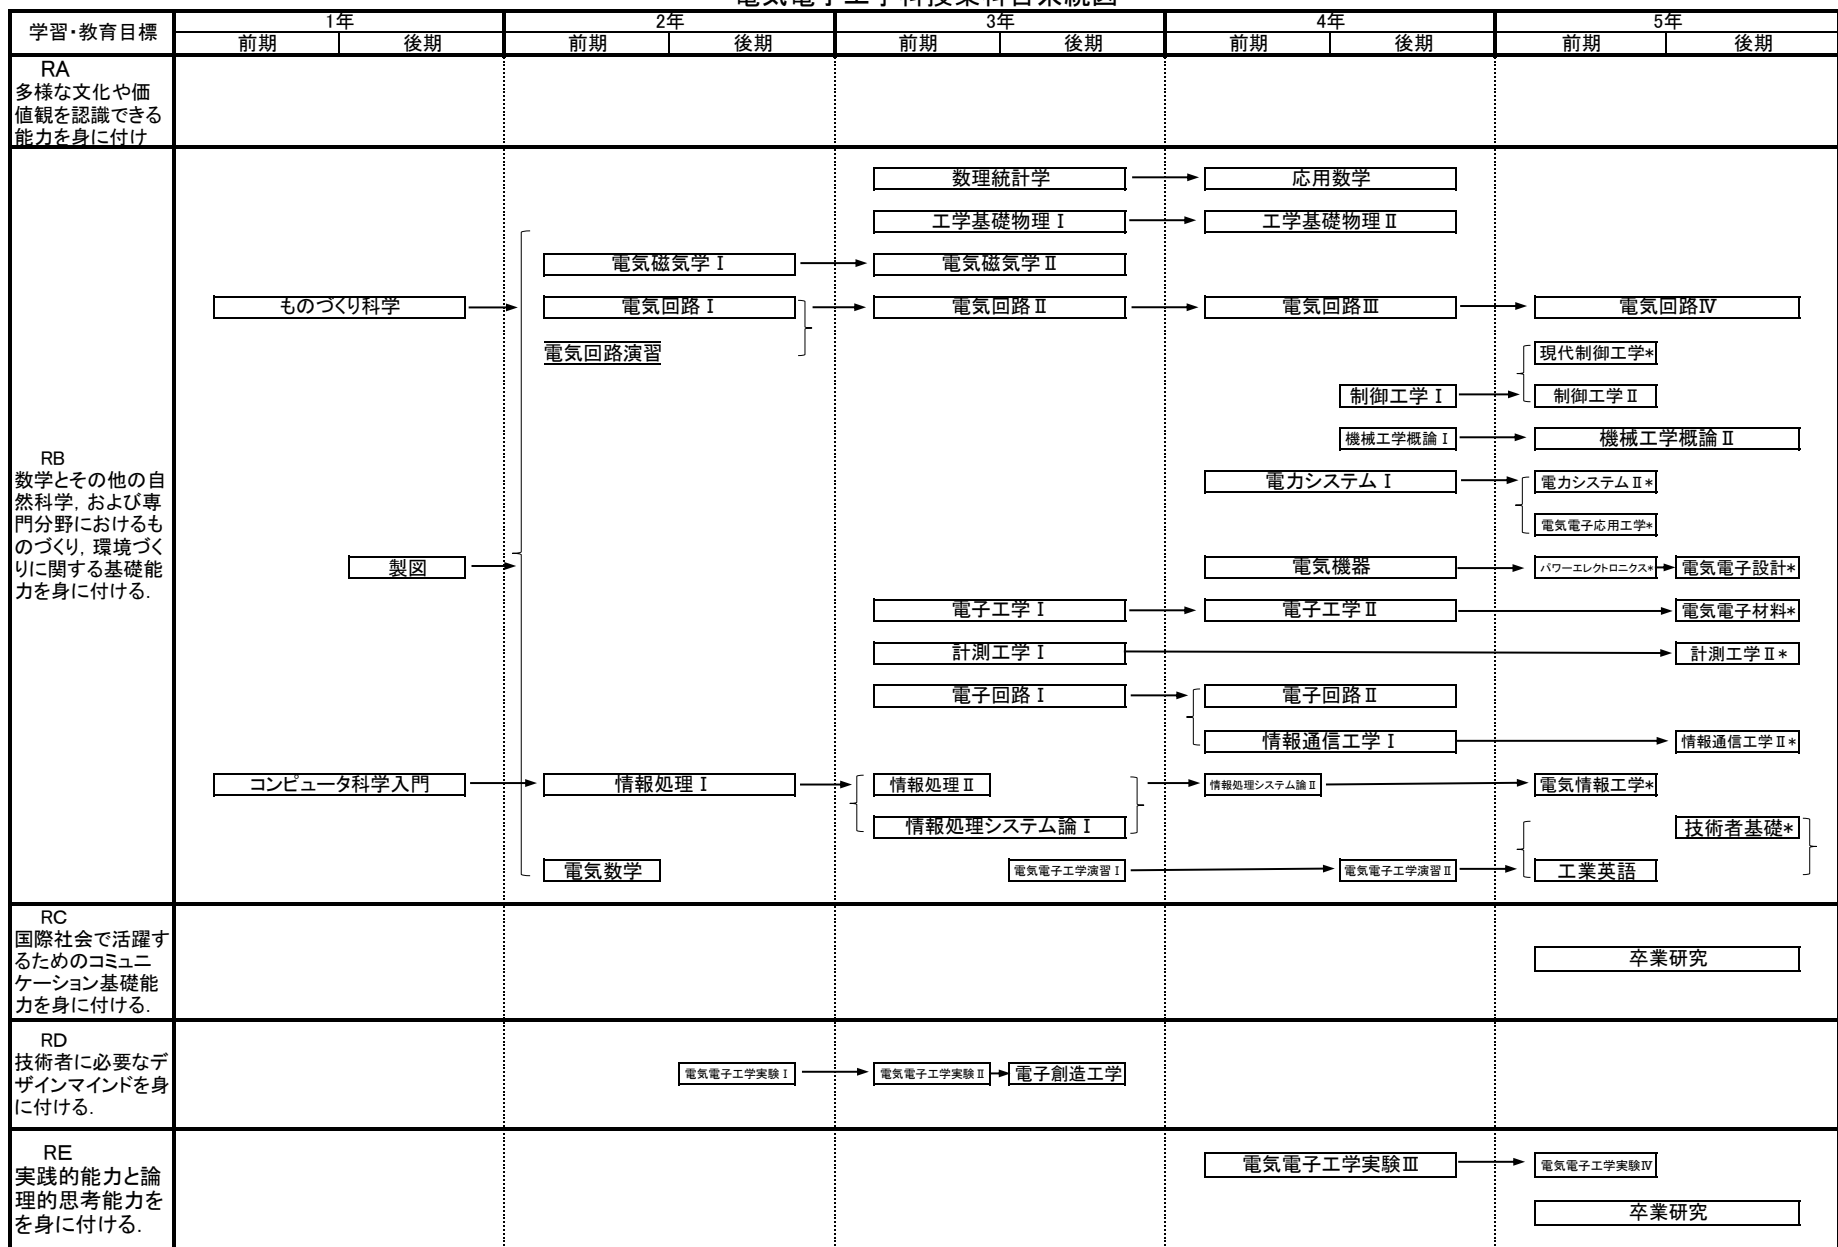 電気電子工学科授業科目系統図
学習・教育目標
1年 2年 3年 4年 5年
前期 後期 前期 後期 前期 後期 前期 後期 前期 後期
RA
多様な文化や価
値観を認識できる
能力を身に付け
数理統計学 応用数学
工学基礎物理Ⅰ 工学基礎物理Ⅱ
電気磁気学Ⅰ 電気磁気学Ⅱ
ものづくり科学 電気回路Ⅰ 電気回路Ⅱ 電気回路Ⅲ 電気回路Ⅳ
電気回路演習 現代制御工学*
制御工学Ⅰ 制御工学Ⅱ
機械工学概論Ⅰ 機械工学概論Ⅱ
RB
数学とその他の自
然科学, および専
門分野におけるも
のづくり, 環境づく
りに関する基礎能
力を身に付ける.
電力システムⅠ 電力システムⅡ*
電気電子応用工学*
製図 電気機器 パワーエレクトロニクス* 電気電子設計*
電子工学Ⅰ 電子工学Ⅱ 電気電子材料*
計測工学Ⅰ 計測工学Ⅱ*
電子回路Ⅰ 電子回路Ⅱ
情報通信工学Ⅰ 情報通信工学Ⅱ*
コンピュータ科学入門 情報処理Ⅰ 情報処理Ⅱ 情報処理システム論Ⅱ 電気情報工学*
情報処理システム論Ⅰ 技術者基礎*
電気数学 電気電子工学演習Ⅰ 電気電子工学演習Ⅱ 工業英語
RC
国際社会で活躍す
るためのコミュニ
ケーション基礎能
力を身に付ける.
卒業研究
RD
技術者に必要なデ
ザインマインドを身
に付ける.
電気電子工学実験Ⅰ 電気電子工学実験Ⅱ 電子創造工学
RE
実践的能力と論
理的思考能力を
を身に付ける.
電気電子工学実験Ⅲ 電気電子工学実験Ⅳ
卒業研究